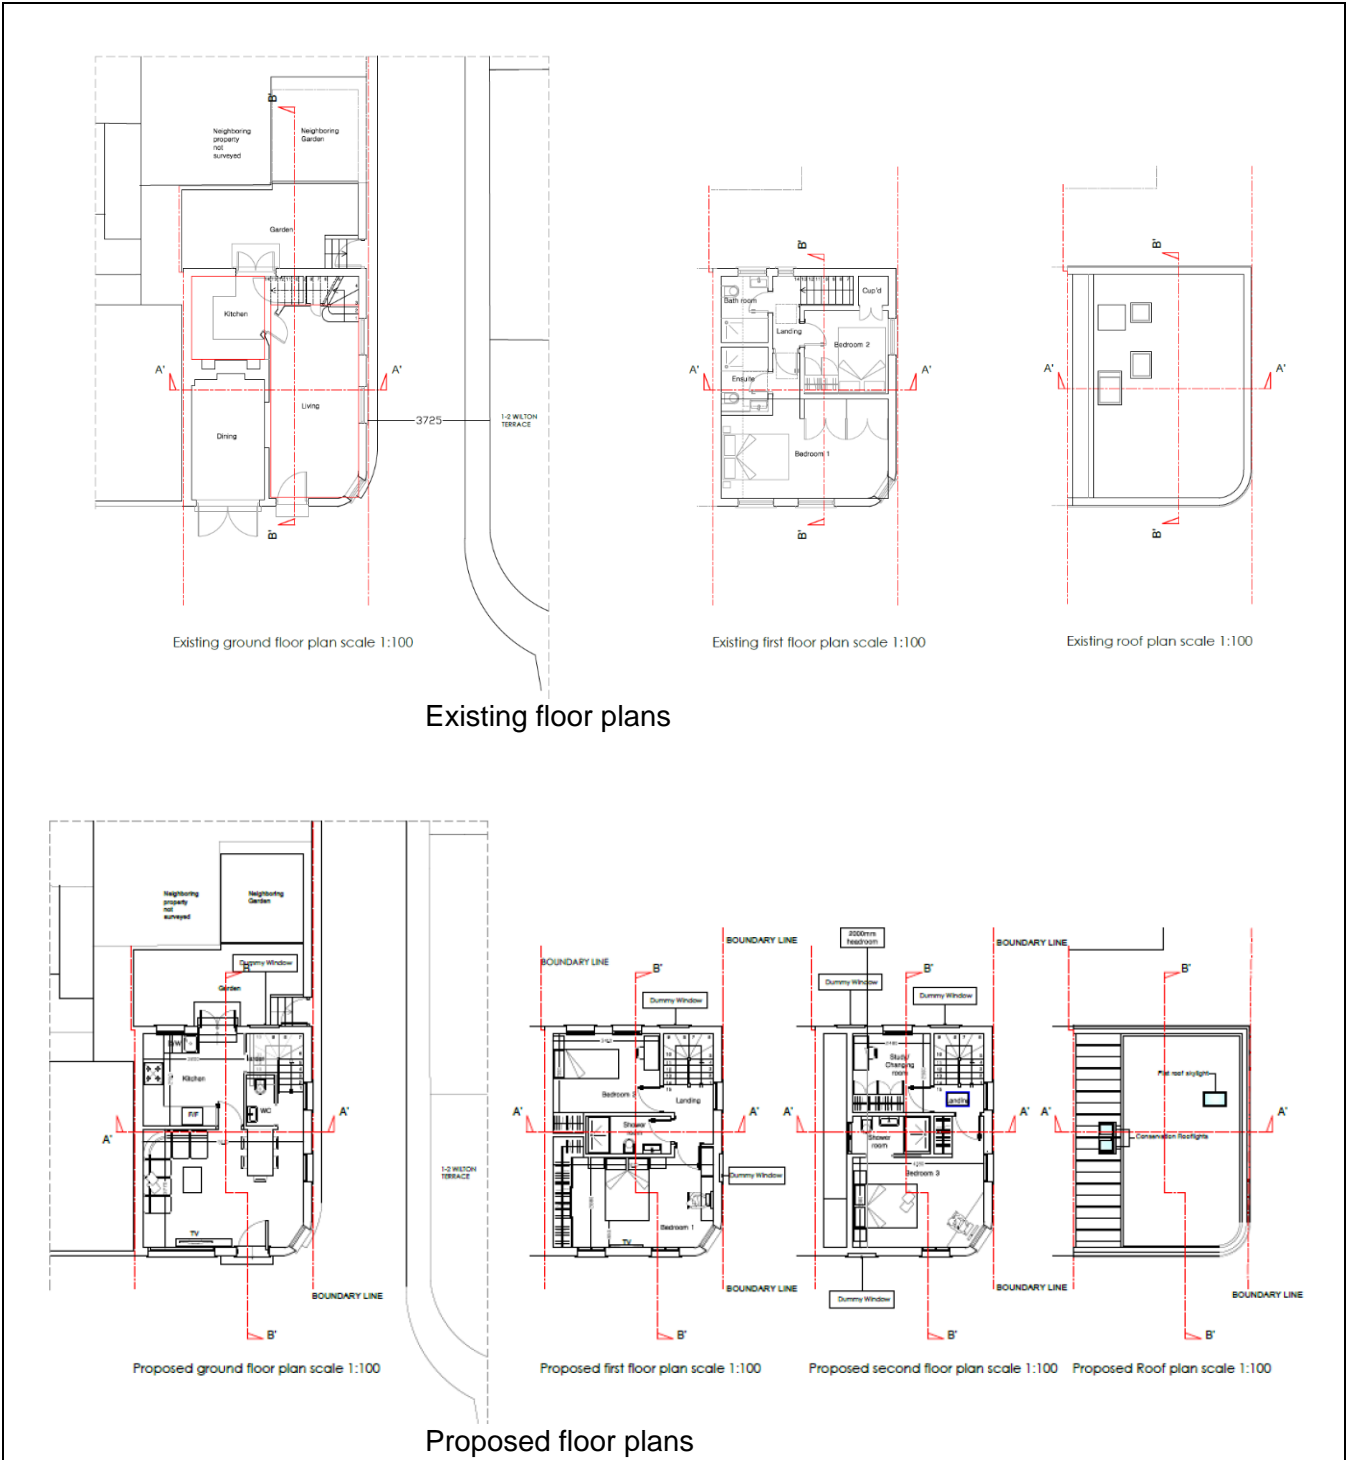 B'
Neighboring
property
not
surveyed
Neighboring
Garden
Garden
Kitchen
A'
A'
Living
3725
1-2 WILTON
TERRACE
Dining
B'
Existing ground floor plan scale 1:100
B'
Bath room
Cup'd
Landing
Bedroom 2
A'
A'
Ensuite
Bedroom 1
B'
Existing first floor plan scale 1:100
B'
A'
A'
B'
Existing roof plan scale 1:100
Existing floor plans
Neighboring
property
not
surveyed
Neighboring
Garden
Dummy Window
A'
B'
Garden
Kitchen
F/F
WC
A'
A'
TV
1-2 WILTON
TERRACE
BOUNDARY LINE
B'
Proposed ground floor plan scale 1:100
BOUNDARY LINE
BOUNDARY LINE
B'
Dummy Window
Bedroom 2
Landing
A'
A'
Shower
Dummy Window
Bedroom 1
TV
BOUNDARY LINE
B'
Proposed first floor plan scale 1:100
2000mm
headroom
BOUNDARY LINE
B'
Dummy Window
Dummy Window
Study/
Changing
room
Landing
A'
A'
Shower
room
Bedroom 3
Dummy Window
BOUNDARY LINE
B'
Proposed second floor plan scale 1:100
B'
Flat roof skylight
A'
A'
Conservation Rooflights
BOUNDARY LINE
B'
Proposed Roof plan scale 1:100
Proposed floor plans